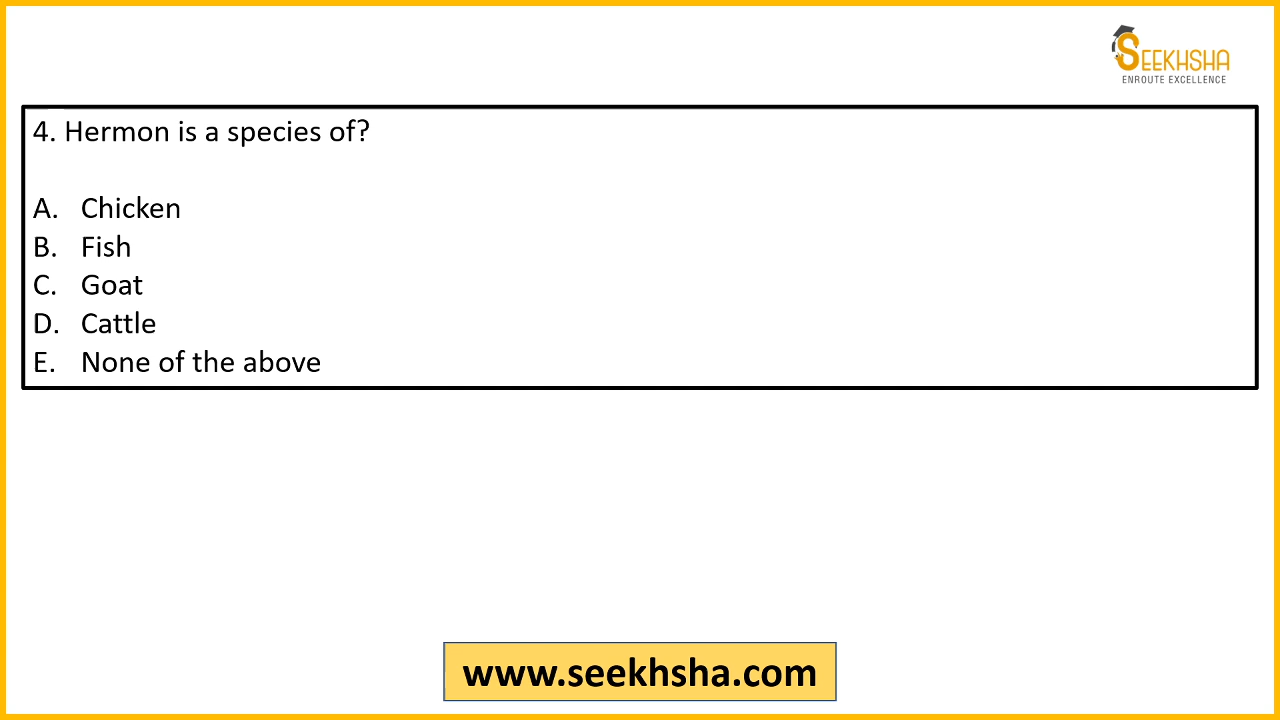 SEEKHSHA
ENROUTE EXCELLENCE
4. Hermon is a species of?
A. Chicken
B. Fish
C. Goat
D. Cattle
E. None of the above
www.seekhsha.com